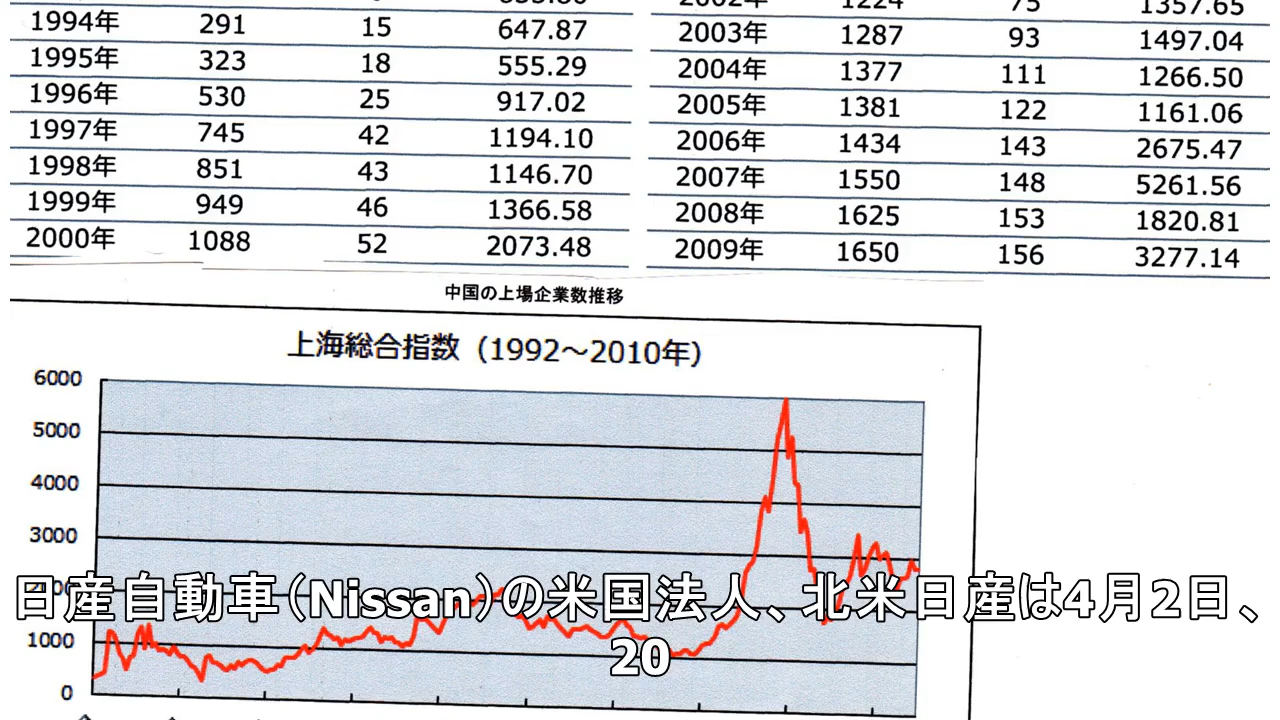 2002年 1224 75 1357.65
1994年 291 15 647.87
2003年 1287 93 1497.04
1995年 323 18 555.29
2004年 1377 111 1266.50
1996年 530 25 917.02
2005年 1381 122 1161.06
1997年 745 42 1194.10
2006年 1434 143 2675.47
1998年 851 43 1146.70
2007年 1550 148 5261.56
1999年 949 46 1366.58
2008年 1625 153 1820.81
2000年 1088 52 2073.48
2009年 1650 156 3277.14
中国の上場企業数推移
上海総合指数（1992～2010年）
6000
5000
4000
3000
日産自動車（Nissan）の米国法人、北米日産は4月2日、
20
1000
0